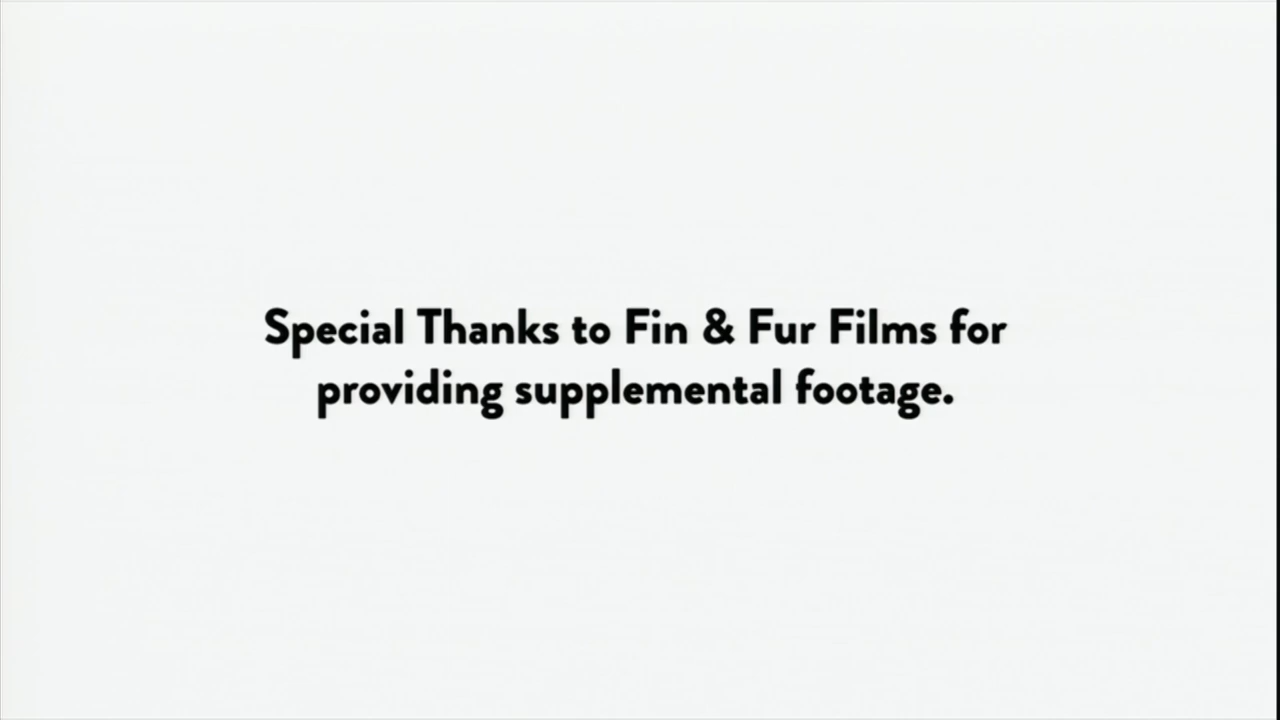 Special Thanks to Fin & Fur Films for
providing supplemental footage.